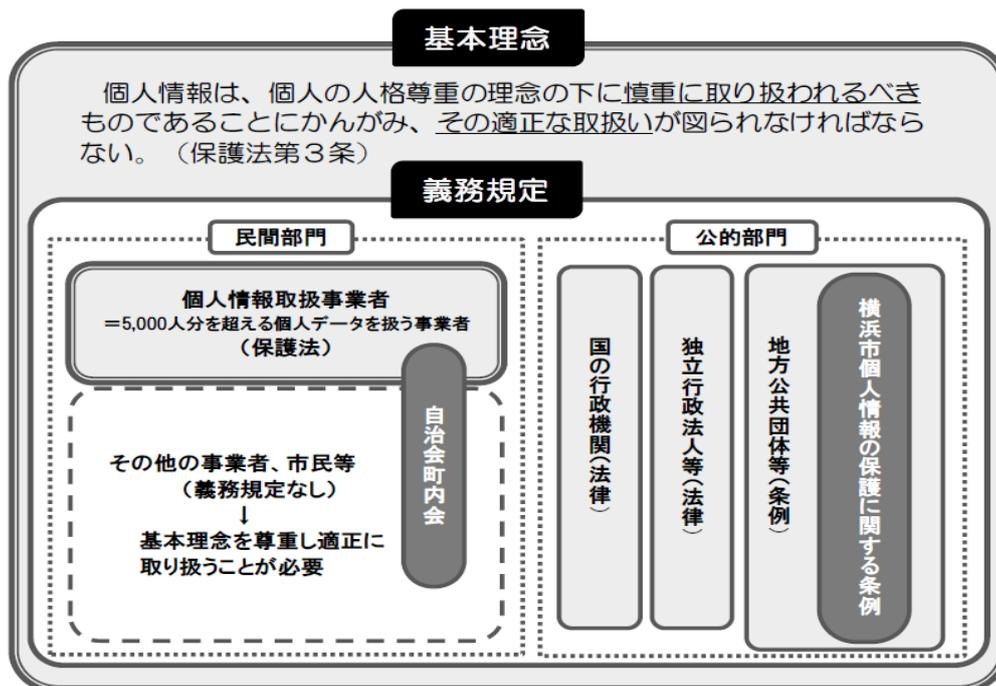 基本理念
個人情報は、個人の人格尊重の理念の下に慎重に取り扱われるべき
ものであることにかんがみ、その適正な取扱いが図られなければなら
ない。（保護法第３条）
義務規定
民間部門
個人情報取扱事業者
＝5,000人分を超える個人データを扱う事業者
（保護法）
自治会町内会
その他の事業者、市民等
（義務規定なし）
↓
基本理念を尊重し適正に
取り扱うことが必要
公的部門
国の行政機関（法律）
独立行政法人等（法律）
地方公共団体等（条例）
横浜市個人情報の保護に関する条例